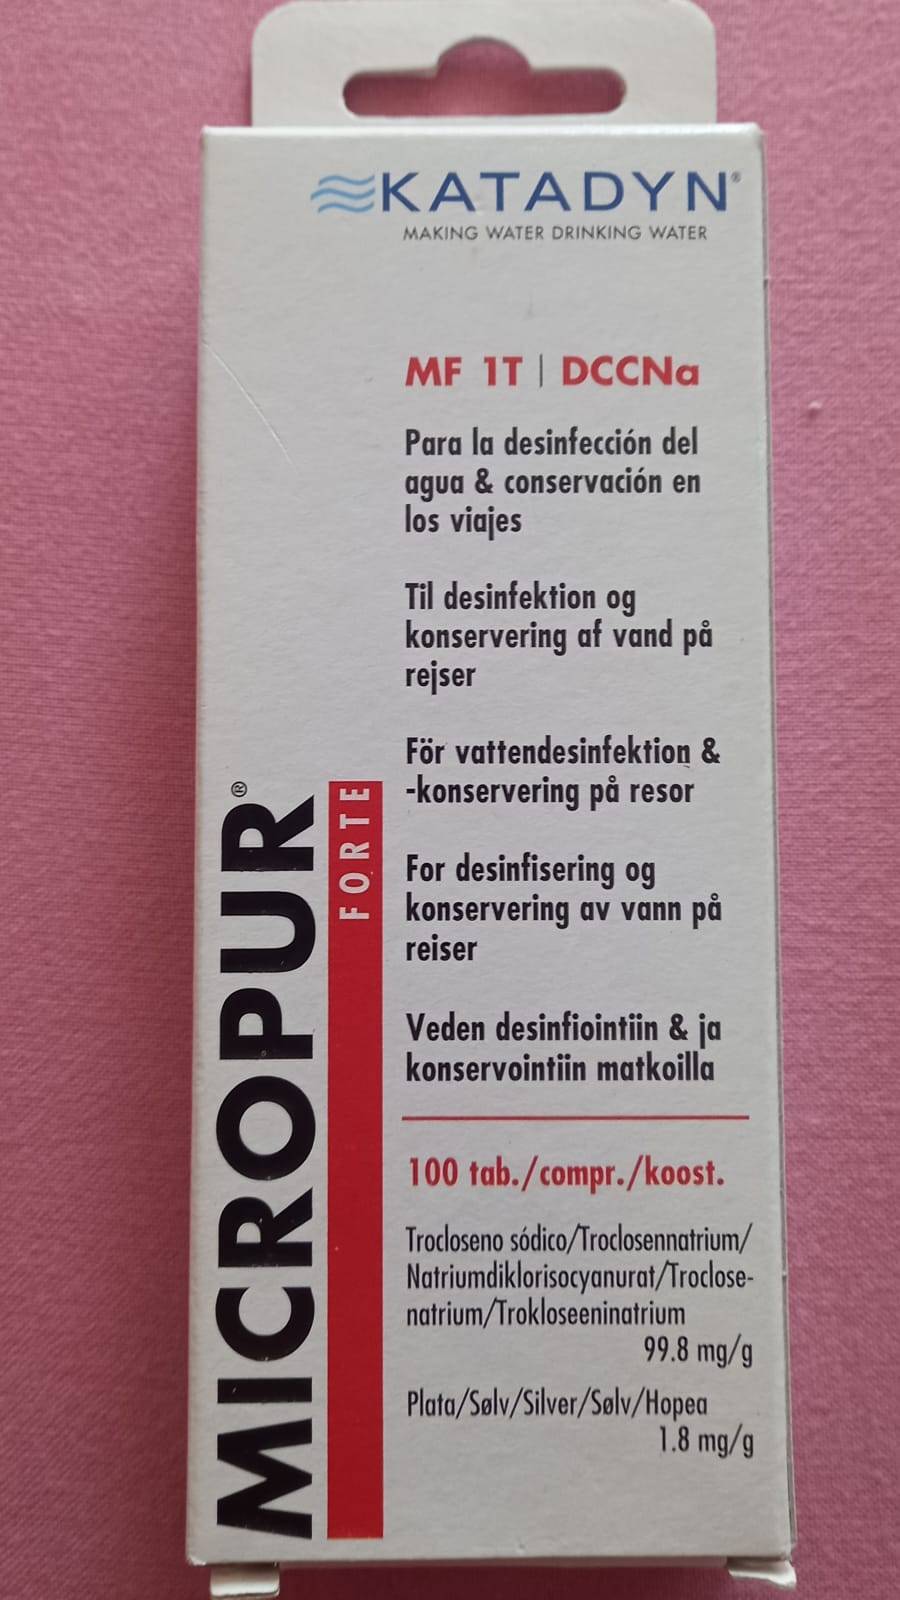 KATADYN®
MAKING WATER DRINKING WATER
MF 1T | DCCNa
Para la desinfección del
agua & conservación en
los viajes
Til desinfektion og
konservering af vand på
rejser
För vattendesinfektion &
-konservering på resor
For desinfisering og
konservering av vann på
reiser
Veden desinfiointiin & ja
konservointiin matkoilla
100 tab./compr./koost.
Trocloseno sódico/Troclosennatrium/
Natriumdiklorisocyanurat/Troclose-
natrium/Trokloseeninatrium
99.8 mg/g
Plata/Sølv/Silver/Sølv/Hopea
1.8 mg/g
MICROPUR®
FORTE